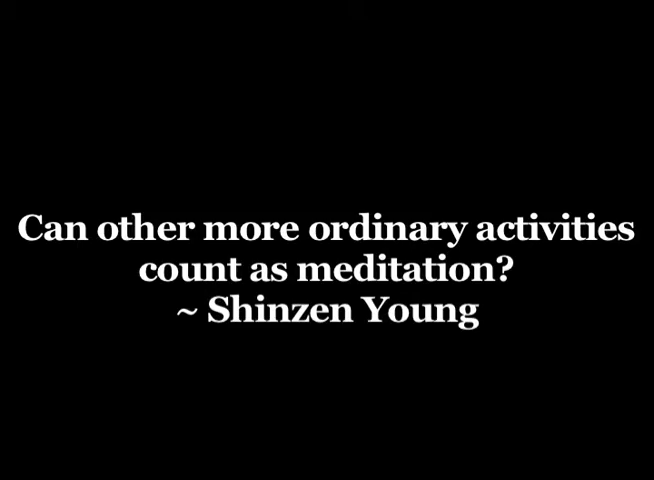 Can other more ordinary activities
count as meditation?
~ Shinzen Young